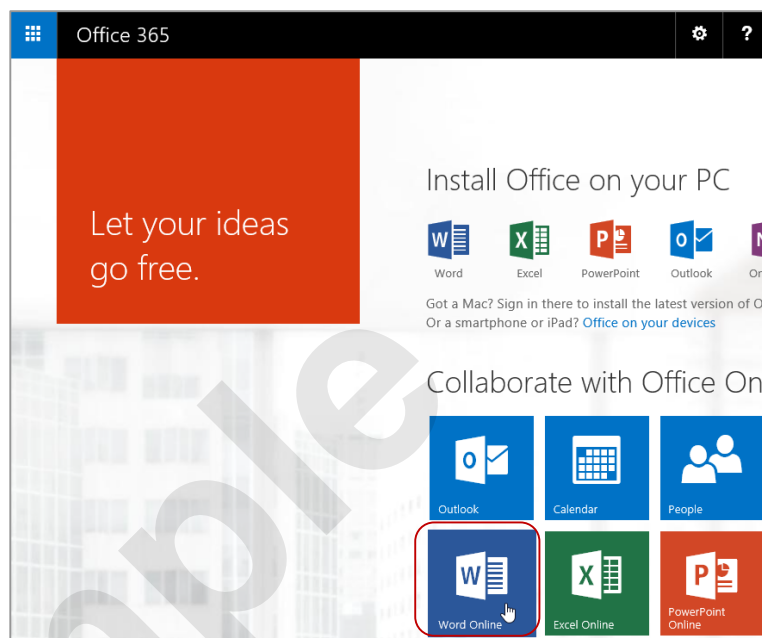 Office 365
?
Let your ideas
go free.
Install Office on your PC
Word Excel PowerPoint Outlook
Got a Mac? Sign in there to install the latest version of O
Or a smartphone or iPad? Office on your devices
Collaborate with Office On
Outlook Calendar People
Word Online Excel Online PowerPoint
Online